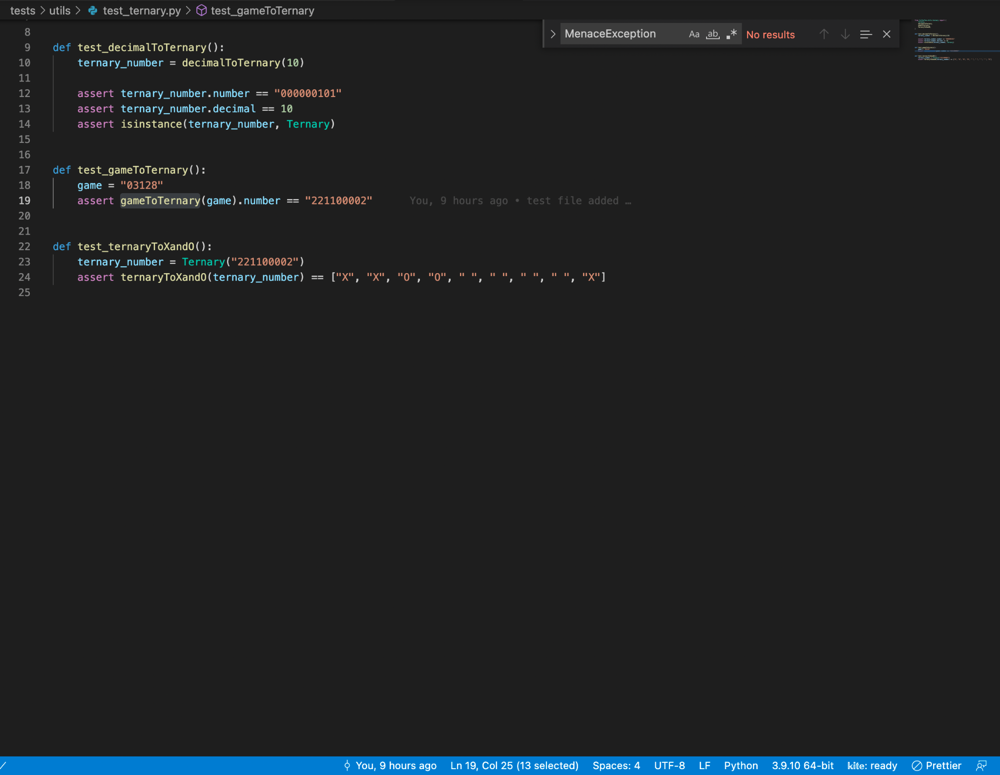 tests > utils > test_ternary.py > test_gameToTernary
MenaceException Aa ab .* No results
8
9 def test_decimalToTernary():
10 ternary_number = decimalToTernary(10)
11
12 assert ternary_number.number == "000000101"
13 assert ternary_number.decimal == 10
14 assert isinstance(ternary_number, Ternary)
15
16
17 def test_gameToTernary():
18 game = "03128"
19 assert gameToTernary(game).number == "221100002" You, 9 hours ago • test file added …
20
21
22 def test_ternaryToXandO():
23 ternary_number = Ternary("221100002")
24 assert ternaryToXandO(ternary_number) == ["X", "X", "O", "O", " ", " ", " ", " ", "X"]
25
You, 9 hours ago Ln 19, Col 25 (13 selected) Spaces: 4 UTF-8 LF Python 3.9.10 64-bit kite: ready Prettier